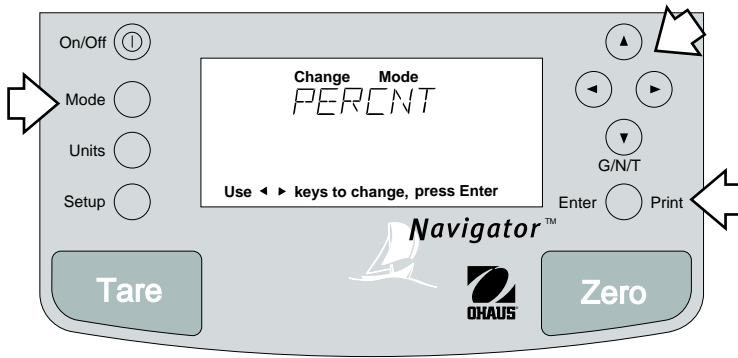 On/Off
Mode
Units
Setup
Change Mode
PERCNT
Use ◄ ► keys to change, press Enter
G/N/T
Enter
Print
Navigator™
Tare
OHAUS
Zero